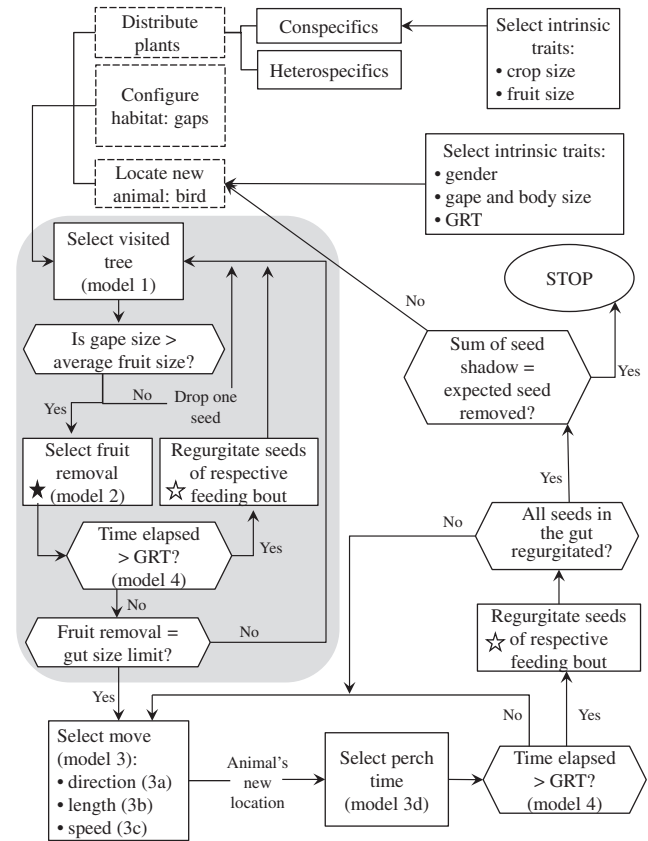 Distribute
plants
Conspecifics
Heterospecifics
Select intrinsic
traits:
• crop size
• fruit size
Configure
habitat: gaps
Locate new
animal: bird
Select intrinsic traits:
• gender
• gape and body size
• GRT
Select visited
tree
(model 1)
STOP
No
Is gape size >
average fruit size?
Sum of seed
shadow =
expected seed
removed?
Yes
No
Drop one
seed
Yes
Select fruit
removal
(model 2)
Regurgitate seeds
of respective
feeding bout
Yes
Time elapsed
> GRT?
(model 4)
Yes
No
All seeds in
the gut
regurgitated?
No
Fruit removal =
gut size limit?
No
Regurgitate seeds
of respective
feeding bout
Yes
Select move
(model 3):
• direction (3a)
• length (3b)
• speed (3c)
Animal's
new
location
Select perch
time
(model 3d)
No
Yes
Time elapsed
> GRT?
(model 4)